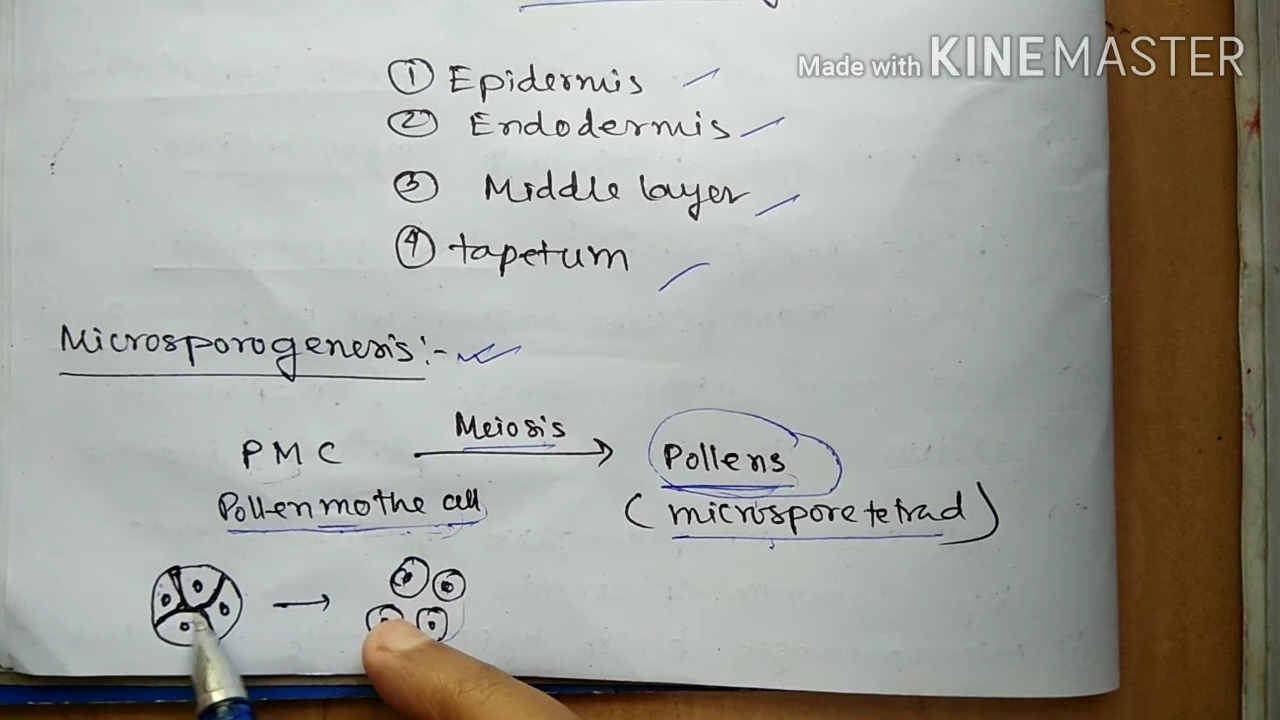 Made with KINEMASTER
① Epidermis
② Endodermis
③ Middle layer
④ tapetum
Microsporogenesis:-
PMC Meiosis Pollens
Pollen mothe cell (microspore tetrad)